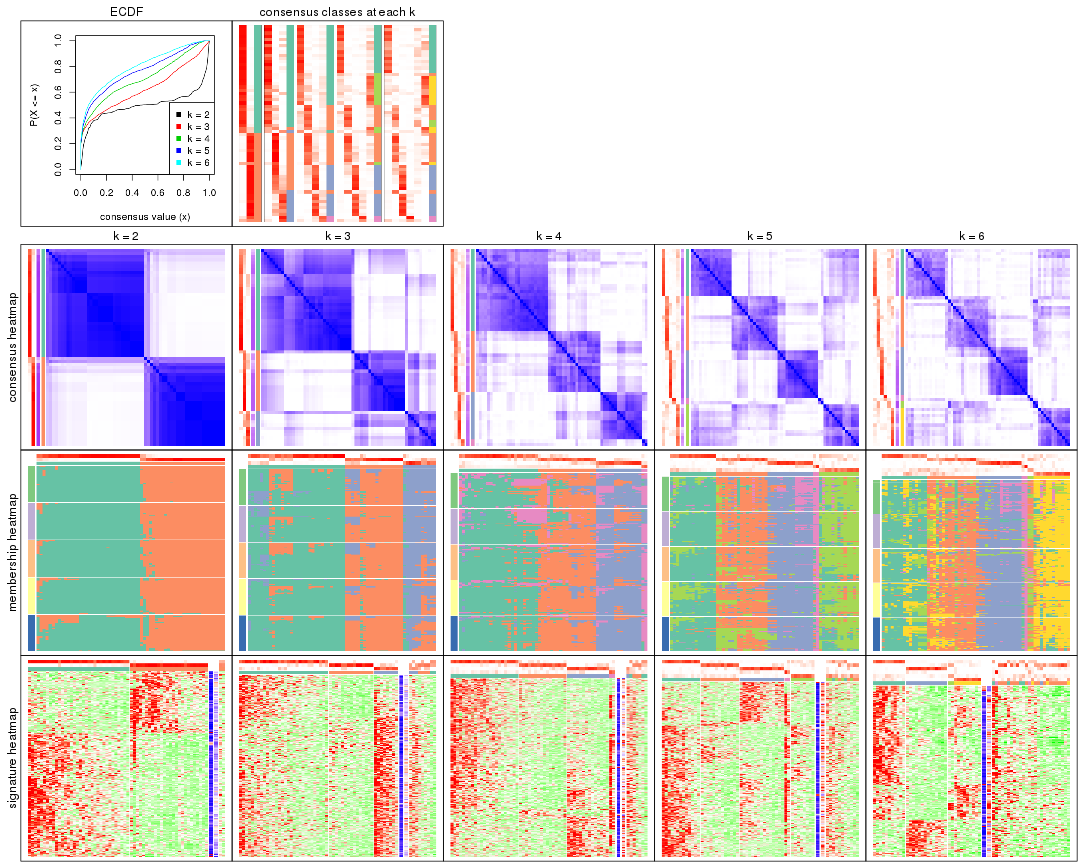 ECDF
consensus classes at each k
P(X <= x)
0.0 0.2 0.4 0.6 0.8 1.0
k = 2
k = 3
k = 4
k = 5
k = 6
0.0 0.2 0.4 0.6 0.8 1.0
consensus value (x)
k = 2
k = 3
k = 4
k = 5
k = 6
consensus heatmap
membership heatmap
signature heatmap